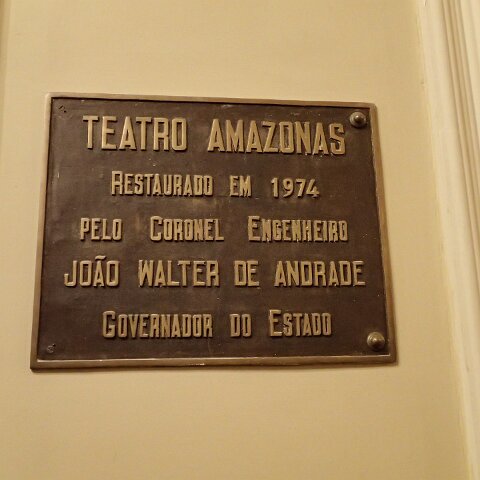 TEATRO AMAZONAS
RESTAURADO EM 1974
PELO CORONEL ENGENHEIRO
JOÃO WALTER DE ANDRADE
GOVERNADOR DO ESTADO